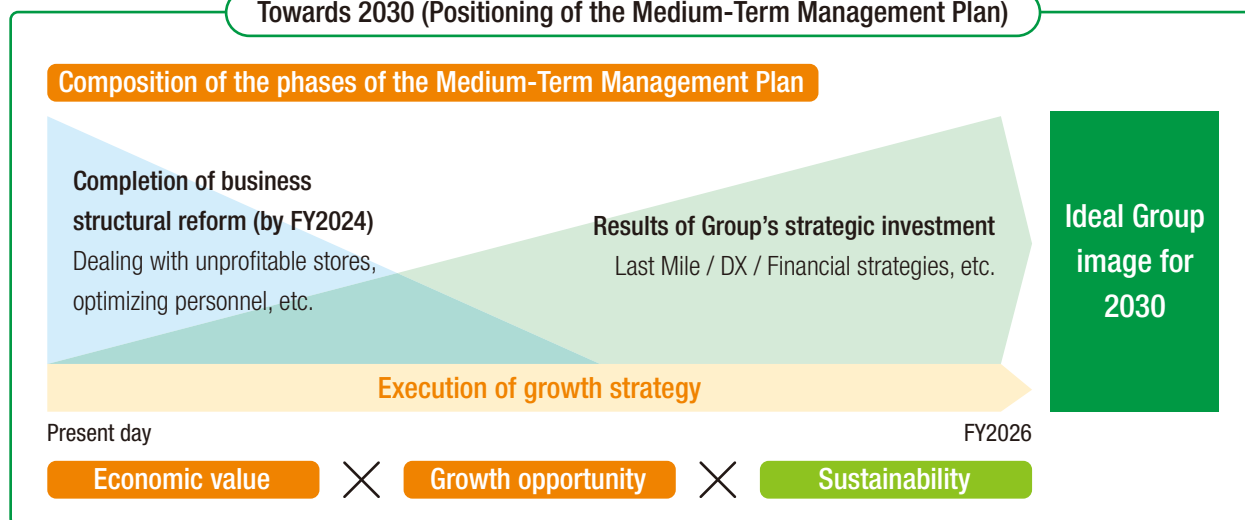 Towards 2030 (Positioning of the Medium-Term Management Plan)
Composition of the phases of the Medium-Term Management Plan
Completion of business
structural reform (by FY2024)
Dealing with unprofitable stores,
optimizing personnel, etc.
Results of Group's strategic investment
Last Mile / DX / Financial strategies, etc.
Ideal Group
image for
2030
Execution of growth strategy
Present day
FY2026
Economic value
Growth opportunity
Sustainability